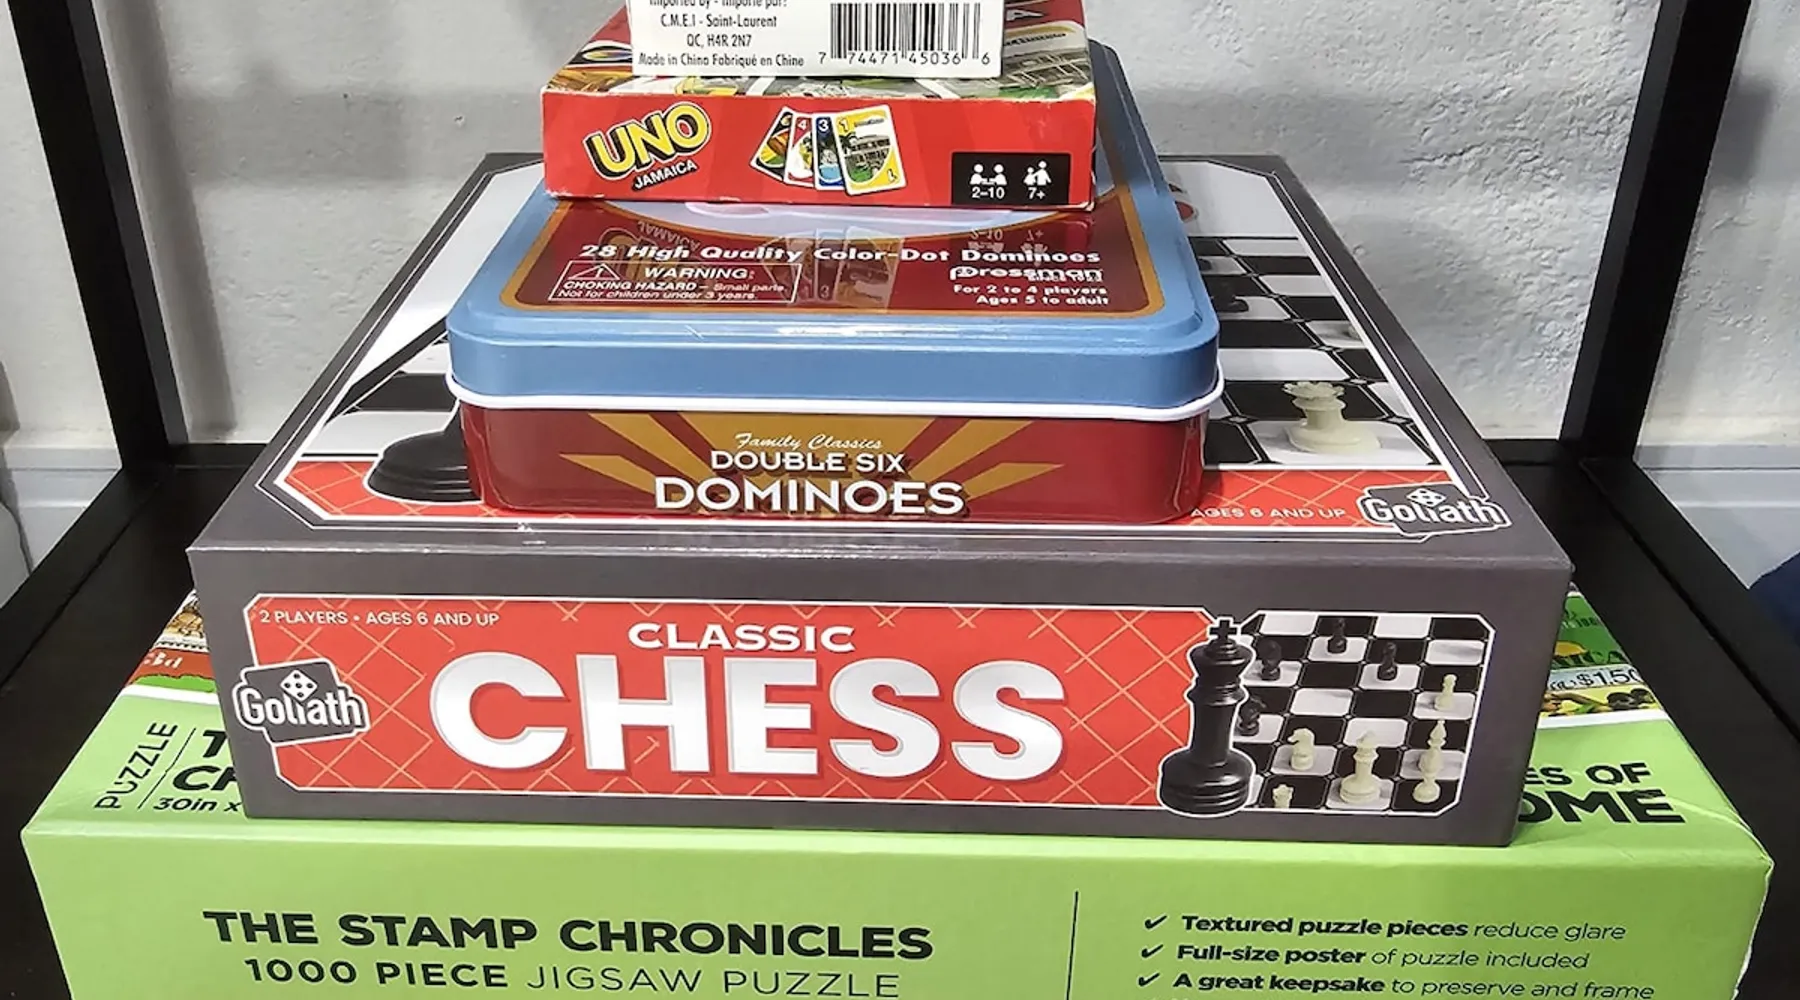 C.M.E.I - Saint-Laurent
QC, H4R 2N7
Made in China Fabriqué en Chine
7 74471 45036 6
UNO
JAMAICA
2-10
7+
28 High Quality Color-Dot Dominoes
Pressman
WARNING:
CHOKING HAZARD - Small parts
Not for children under 3 years.
For 2 to 4 players
Ages 5 to adult
Family Classics
DOUBLE SIX
DOMINOES
AGES 6 AND UP
Goliath
2 PLAYERS • AGES 6 AND UP
CLASSIC
CHESS
Goliath
$1.50
PUZZLE
30in x
ES OF
OME
THE STAMP CHRONICLES
1000 PIECE JIGSAW PUZZLE
✓ Textured puzzle pieces reduce glare
✓ Full-size poster of puzzle included
✓ A great keepsake to preserve and frame